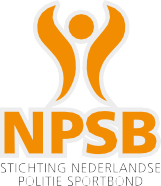 NPSB
STICHTING NEDERLANDSE
POLITIE SPORTBOND